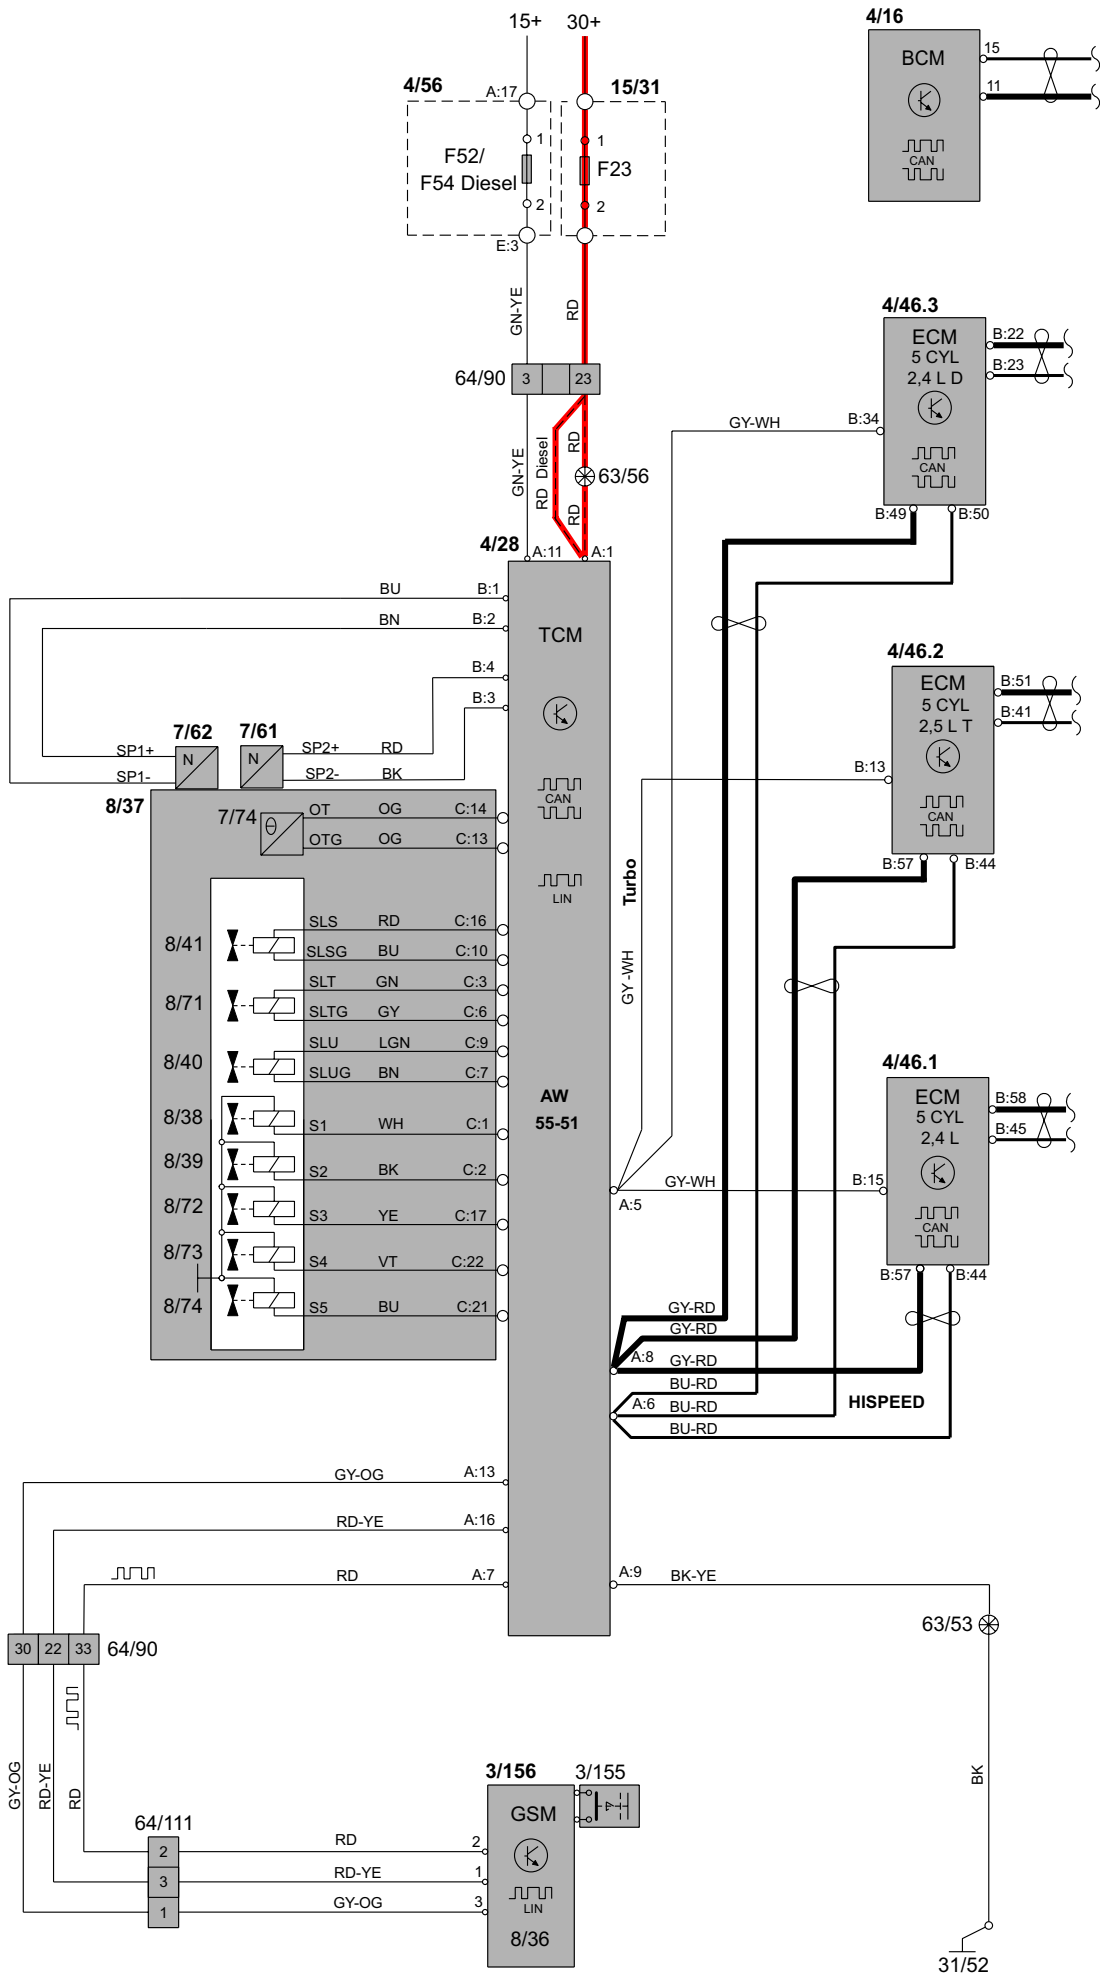 15+ 30+
4/16
BCM
15
11
CAN
4/56
A:17
15/31
1
F52/
F54 Diesel
2
E:3
1
F23
2
GN-YE
RD
64/90
3
23
GN-YE
RD Diesel
RD
63/56
RD
4/28
A:11
A:1
4/46.3
ECM
5 CYL
2,4 L D
CAN
B:22
B:23
GY-WH
B:34
B:49
B:50
BU
B:1
BN
B:2
B:4
B:3
TCM
CAN
LIN
AW
55-51
7/62
N
7/61
N
SP1+
SP1-
SP2+
RD
SP2-
BK
8/37
7/74
θ
OT OG C:14
OTG OG C:13
8/41
SLS RD C:16
SLSG BU C:10
8/71
SLT GN C:3
SLTG GY C:6
8/40
SLU LGN C:9
SLUG BN C:7
8/38
S1 WH C:1
8/39
S2 BK C:2
8/72
S3 YE C:17
8/73
S4 VT C:22
8/74
S5 BU C:21
4/46.2
ECM
5 CYL
2,5 L T
CAN
B:51
B:41
B:13
B:57
B:44
Turbo
GY -WH
4/46.1
ECM
5 CYL
2,4 L
CAN
B:58
B:45
GY-WH
B:15
A:5
B:57
B:44
GY-RD
GY-RD
A:8
GY-RD
BU-RD
A:6
BU-RD
BU-RD
HISPEED
GY-OG A:13
RD-YE A:16
RD A:7
A:9
BK-YE
63/53
30 22 33 64/90
GY-OG
RD-YE
RD
64/111
2
3
1
RD 2
RD-YE 1
GY-OG 3
3/156
GSM
LIN
8/36
3/155
BK
31/52